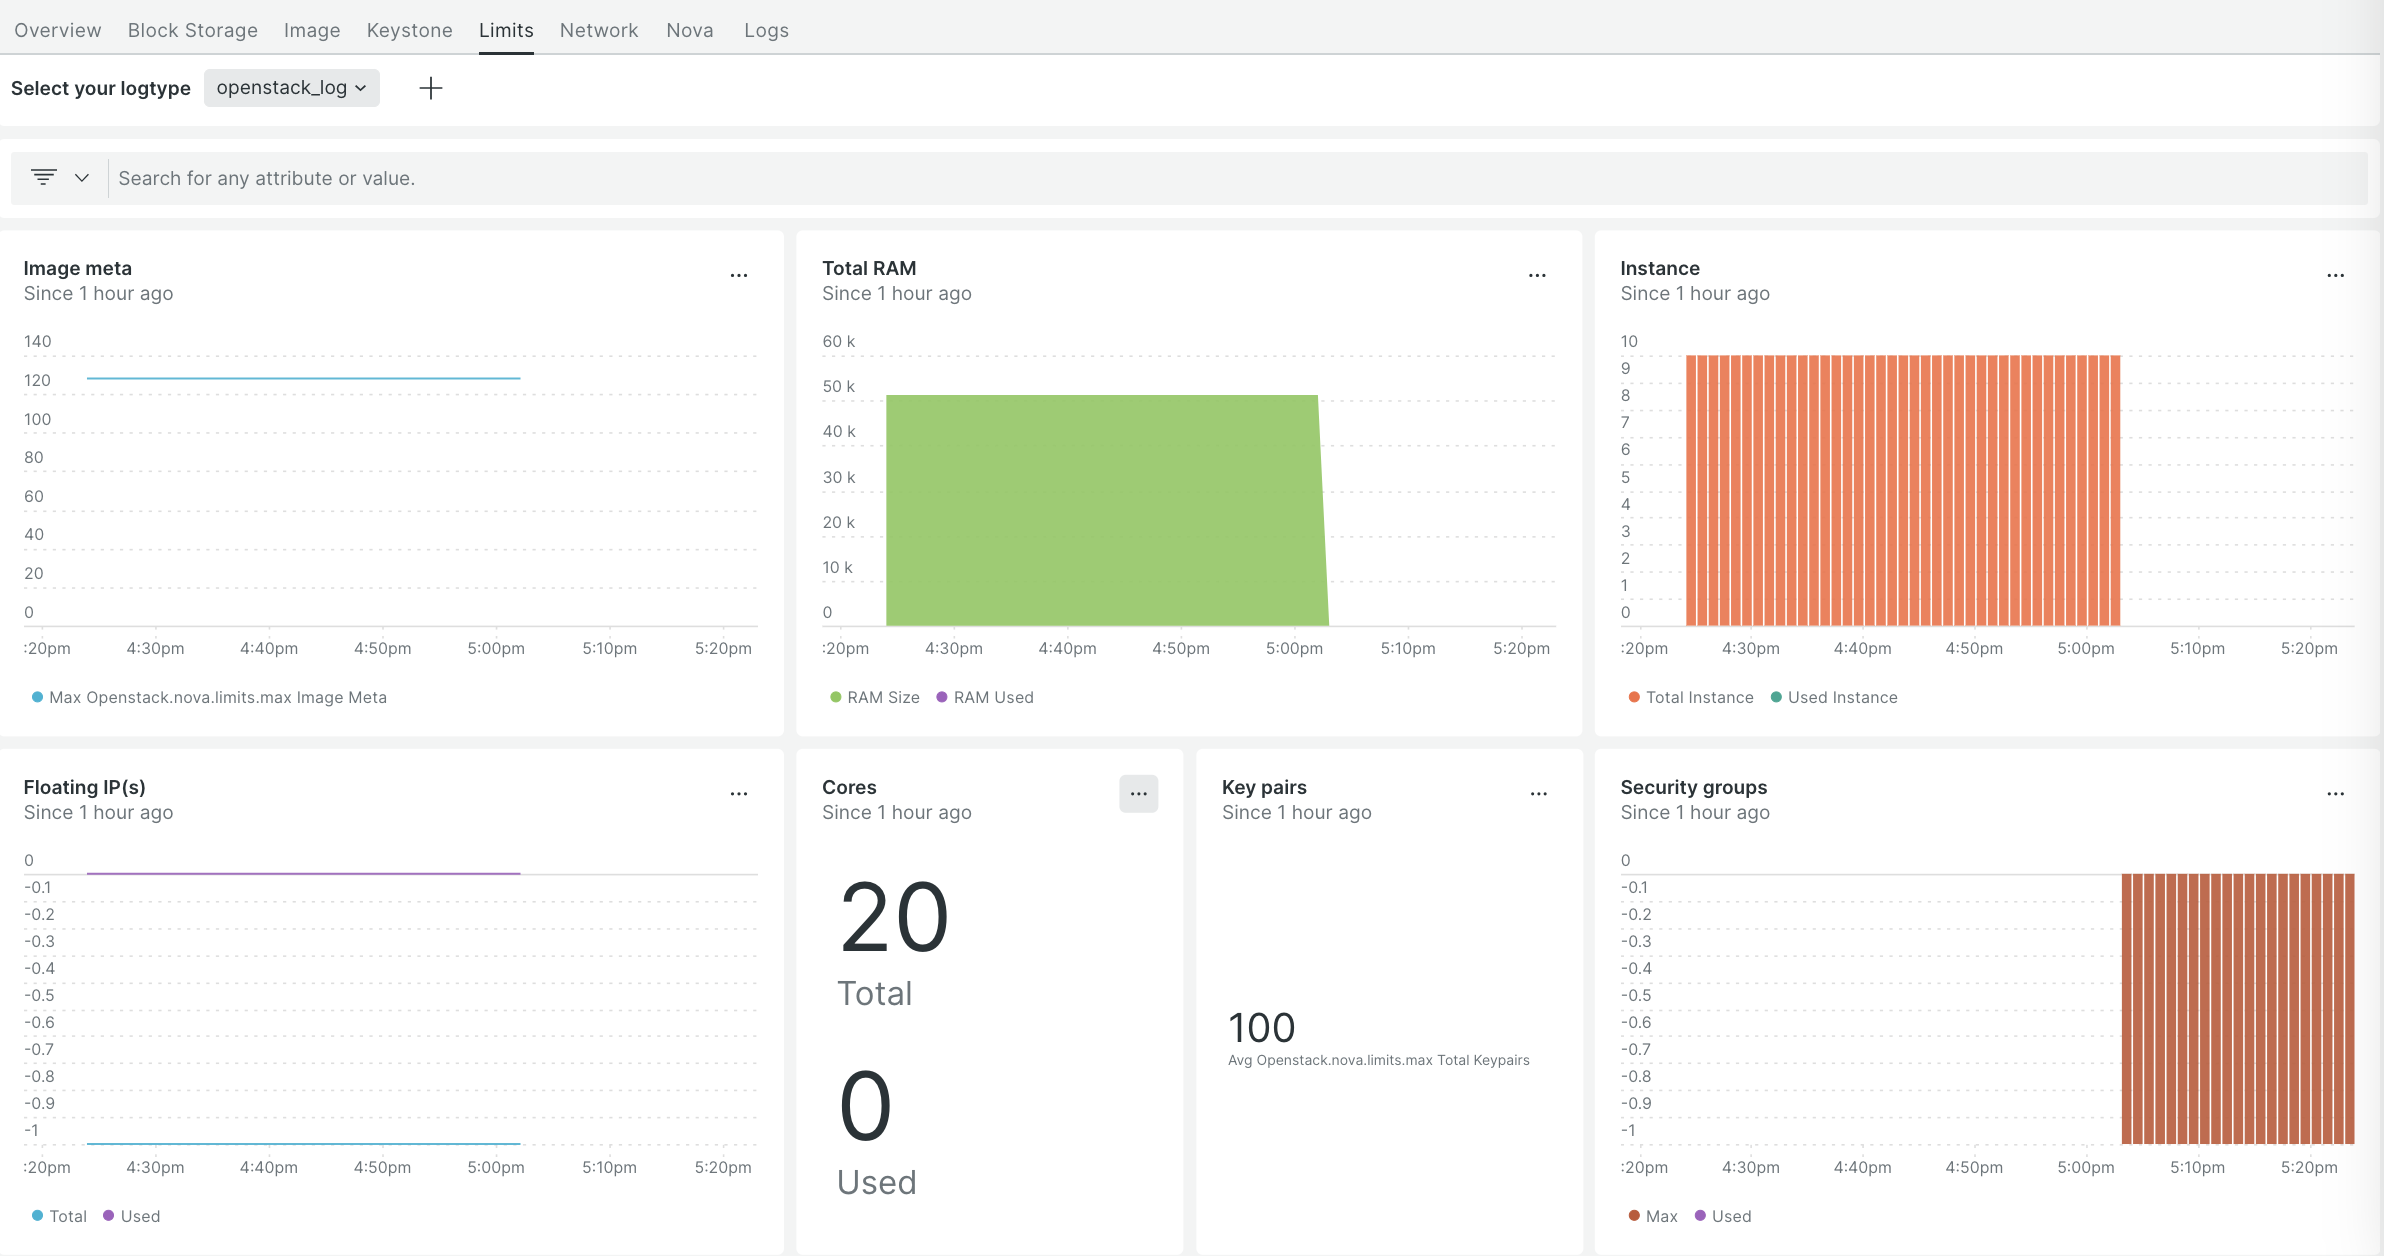 Overview Block Storage Image Keystone Limits Network Nova Logs
Select your logtype openstack_log
Search for any attribute or value.
Image meta
Since 1 hour ago
140
120
100
80
60
40
20
0
:20pm 4:30pm 4:40pm 4:50pm 5:00pm 5:10pm 5:20pm
Max Openstack.nova.limits.max Image Meta
Total RAM
Since 1 hour ago
60 k
50 k
40 k
30 k
20 k
10 k
0
:20pm 4:30pm 4:40pm 4:50pm 5:00pm 5:10pm 5:20pm
RAM Size RAM Used
Instance
Since 1 hour ago
10
9
8
7
6
5
4
3
2
1
0
:20pm 4:30pm 4:40pm 4:50pm 5:00pm 5:10pm 5:20pm
Total Instance Used Instance
Floating IP(s)
Since 1 hour ago
0
-0.1
-0.2
-0.3
-0.4
-0.5
-0.6
-0.7
-0.8
-0.9
-1
:20pm 4:30pm 4:40pm 4:50pm 5:00pm 5:10pm 5:20pm
Total Used
Cores
Since 1 hour ago
20
Total
0
Used
Key pairs
Since 1 hour ago
100
Avg Openstack.nova.limits.max Total Keypairs
Security groups
Since 1 hour ago
0
-0.1
-0.2
-0.3
-0.4
-0.5
-0.6
-0.7
-0.8
-0.9
-1
:20pm 4:30pm 4:40pm 4:50pm 5:00pm 5:10pm 5:20pm
Max Used